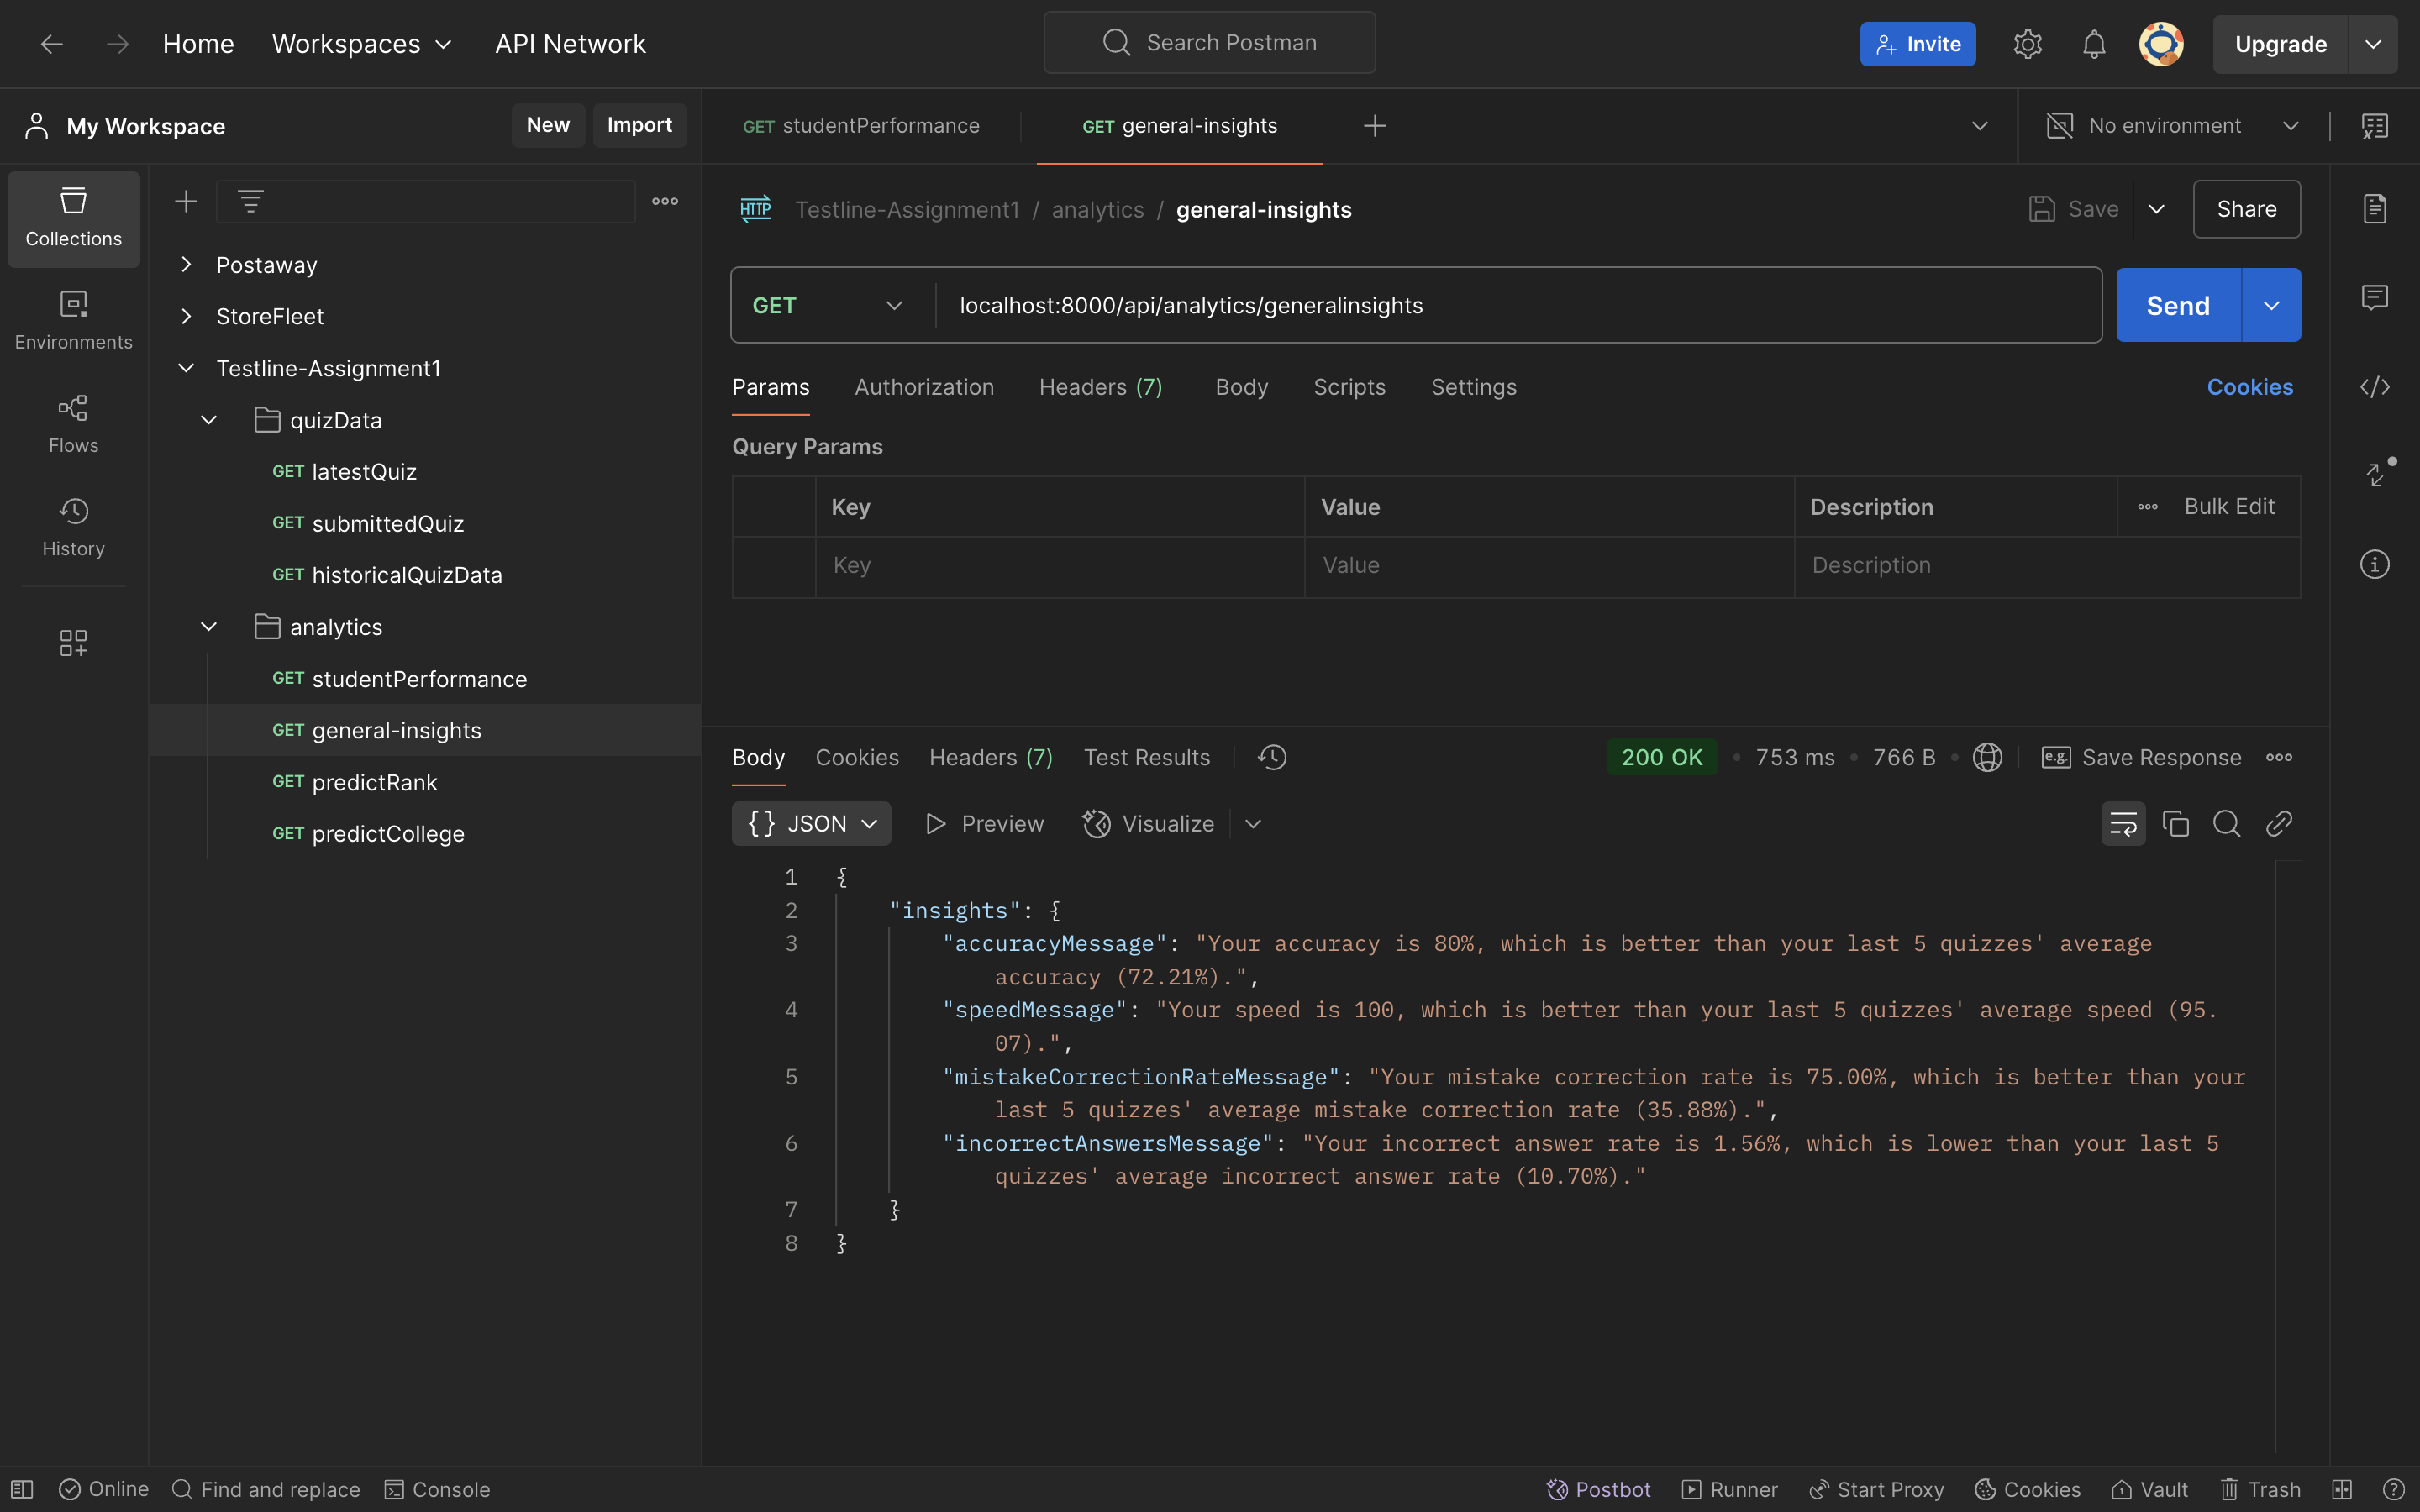 Home Workspaces API Network
Search Postman
Invite
Upgrade
My Workspace
New Import
GET studentPerformance
GET general-insights
No environment
Collections
Environments
Flows
History
Postaway
StoreFleet
Testline-Assignment1
quizData
GET latestQuiz
GET submittedQuiz
GET historicalQuizData
analytics
GET studentPerformance
GET general-insights
GET predictRank
GET predictCollege
HTTP Testline-Assignment1 / analytics / general-insights
Save
Share
GET localhost:8000/api/analytics/generalinsights
Send
Params Authorization Headers (7) Body Scripts Settings
Cookies
Query Params
Key Value Description Bulk Edit
Key Value Description
Body Cookies Headers (7) Test Results
200 OK • 753 ms • 766 B •
e.g. Save Response
{} JSON Preview Visualize
1 {
2 "insights": {
3 "accuracyMessage": "Your accuracy is 80%, which is better than your last 5 quizzes' average
accuracy (72.21%).",
4 "speedMessage": "Your speed is 100, which is better than your last 5 quizzes' average speed (95.
07).",
5 "mistakeCorrectionRateMessage": "Your mistake correction rate is 75.00%, which is better than your
last 5 quizzes' average mistake correction rate (35.88%).",
6 "incorrectAnswersMessage": "Your incorrect answer rate is 1.56%, which is lower than your last 5
quizzes' average incorrect answer rate (10.70%)."
7 }
8 }
Online Find and replace Console
Postbot Runner Start Proxy Cookies Vault Trash